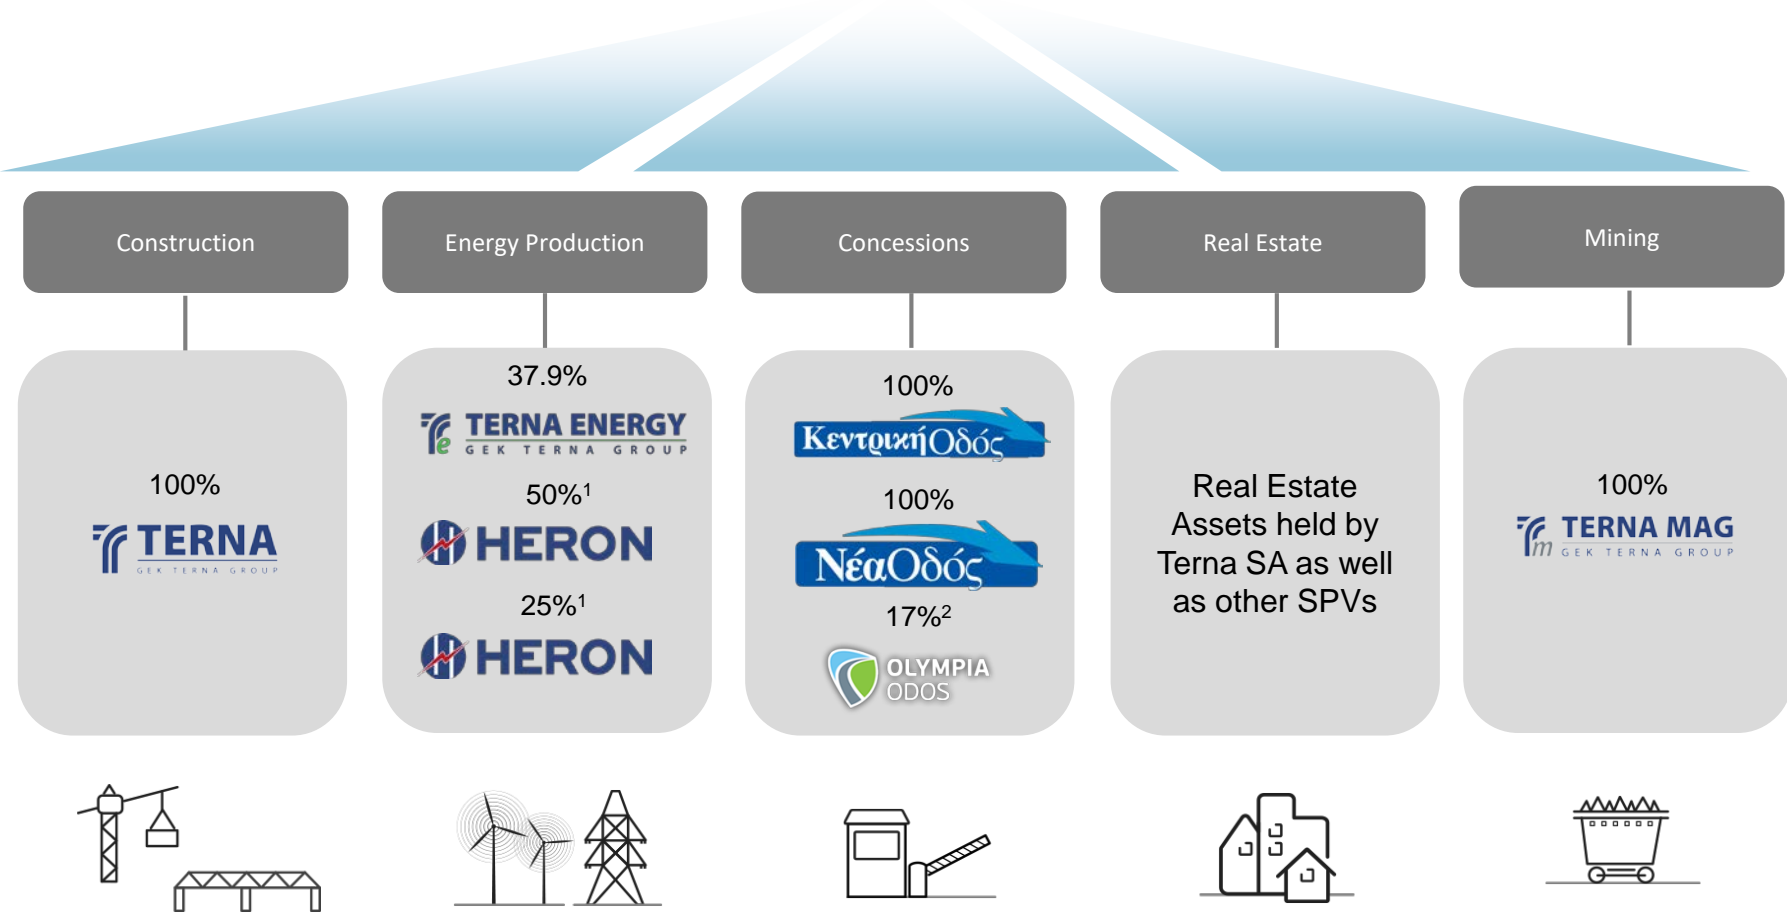 Construction
Energy Production
Concessions
Real Estate
Mining
100%
TERNA
GEK TERNA GROUP
37.9%
TERNA ENERGY
GEK TERNA GROUP
50%¹
HERON
25%¹
HERON
100%
ΚεντρικήΟδός
100%
ΝέαΟδός
17%²
OLYMPIA
ODOS
Real Estate
Assets held by
Terna SA as well
as other SPVs
100%
TERNA MAG
GEK TERNA GROUP